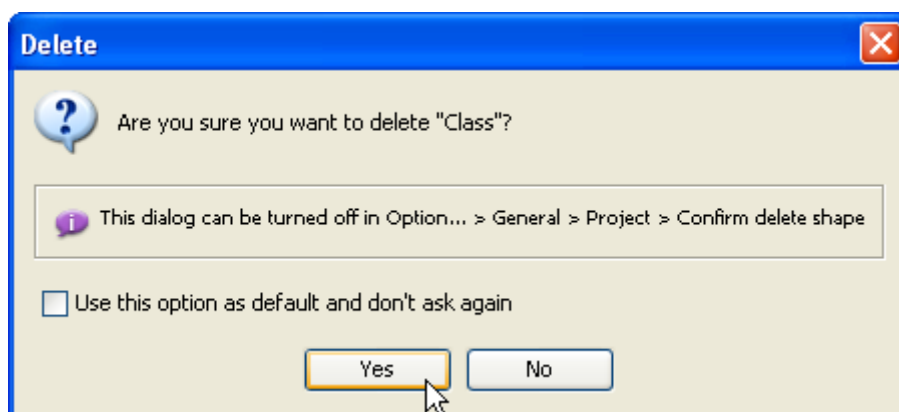 Delete
Are you sure you want to delete "Class"?
This dialog can be turned off in Option... > General > Project > Confirm delete shape
Use this option as default and don't ask again
Yes No